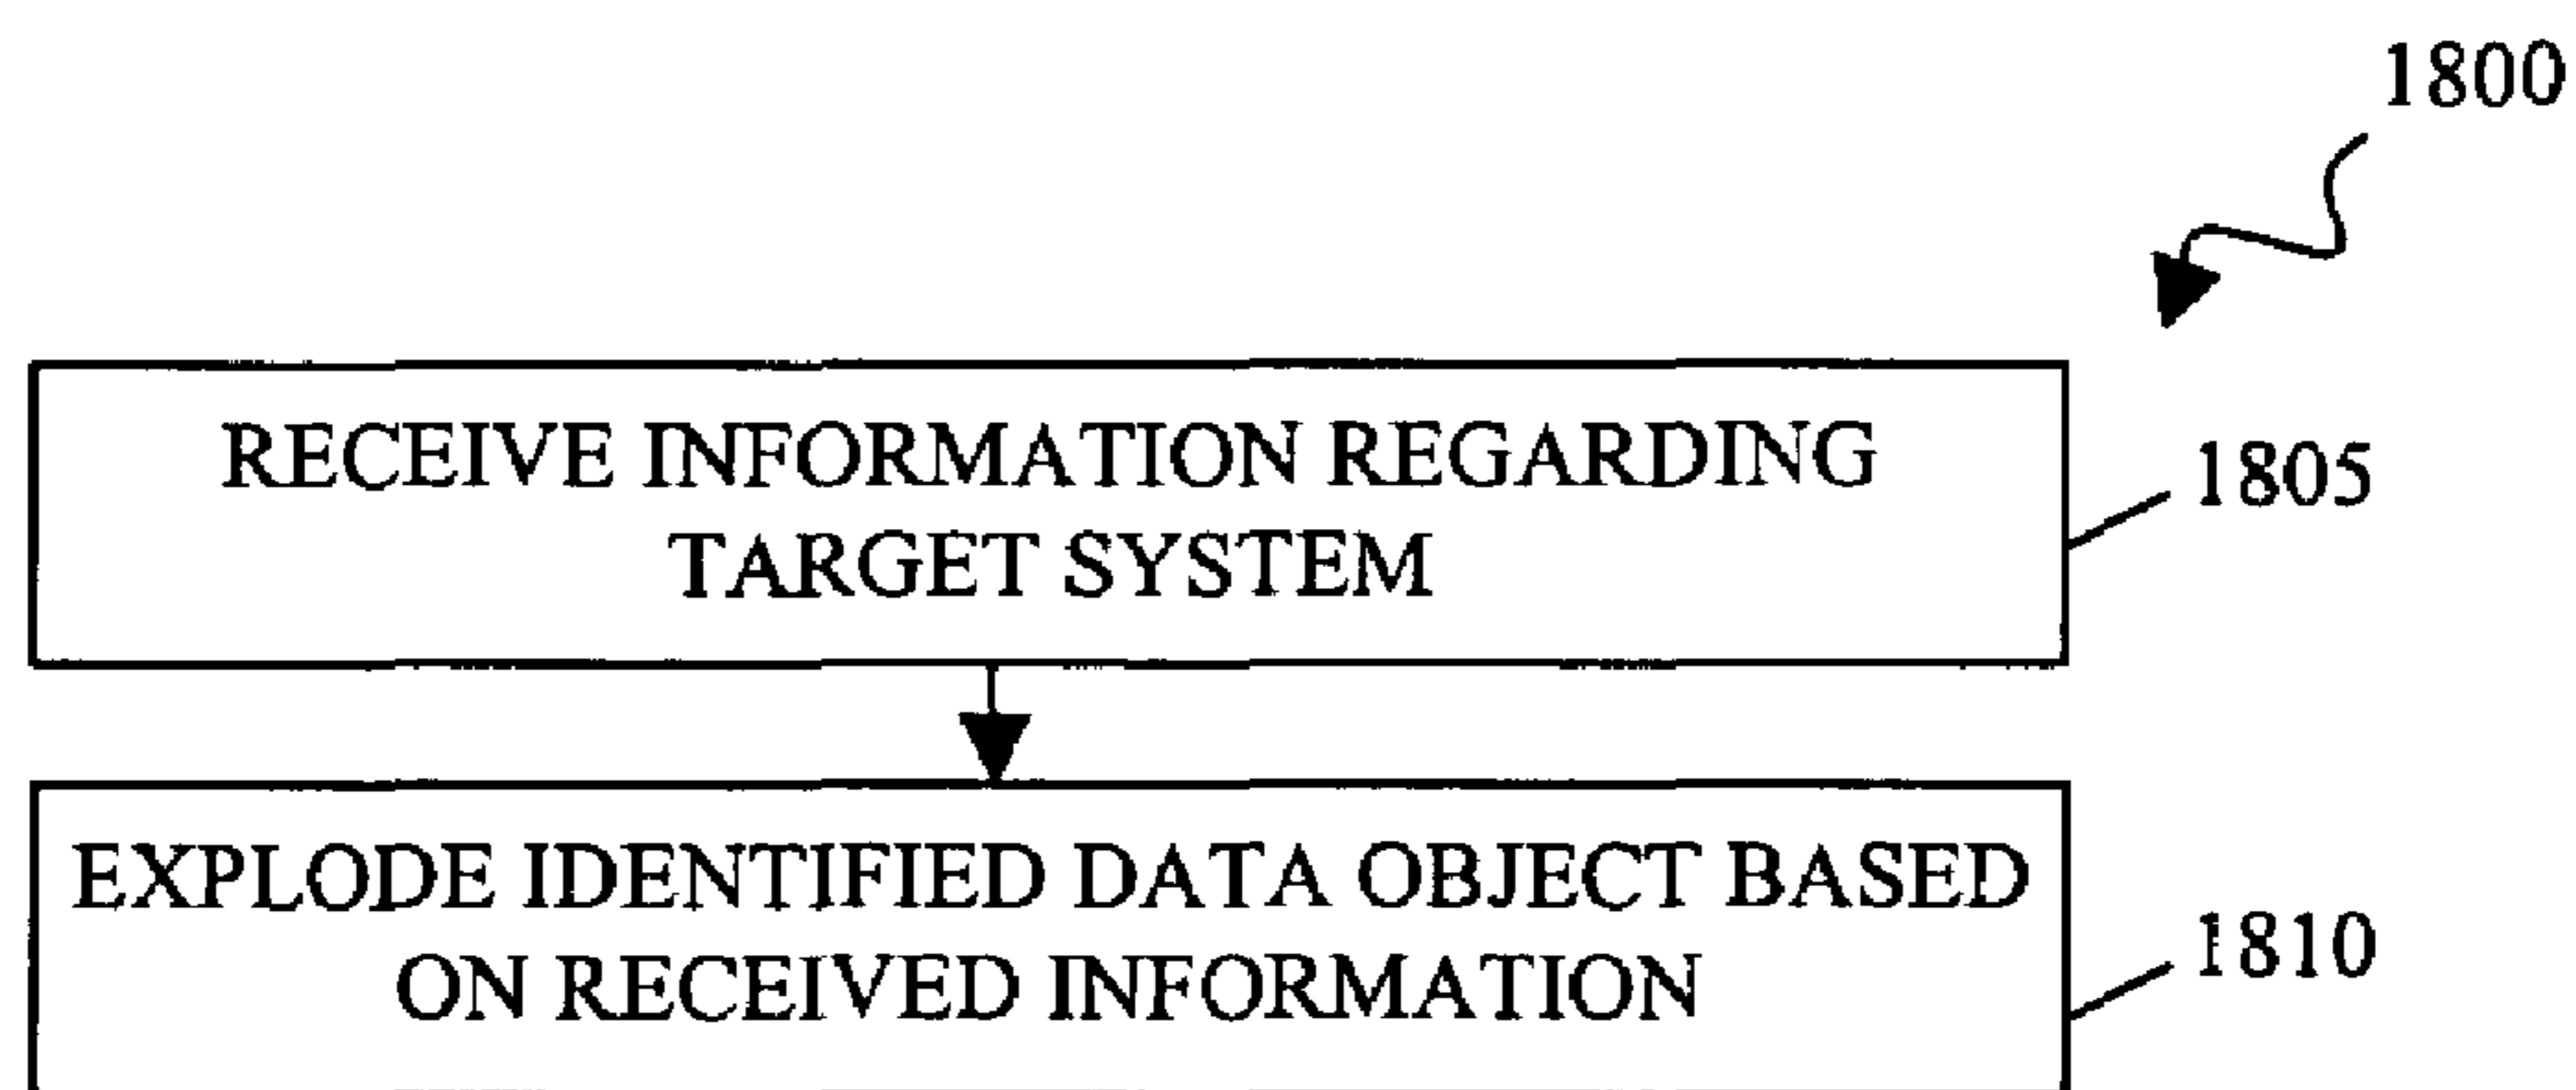 1800
RECEIVE INFORMATION REGARDING
TARGET SYSTEM
1805
EXPLODE IDENTIFIED DATA OBJECT BASED
ON RECEIVED INFORMATION
1810